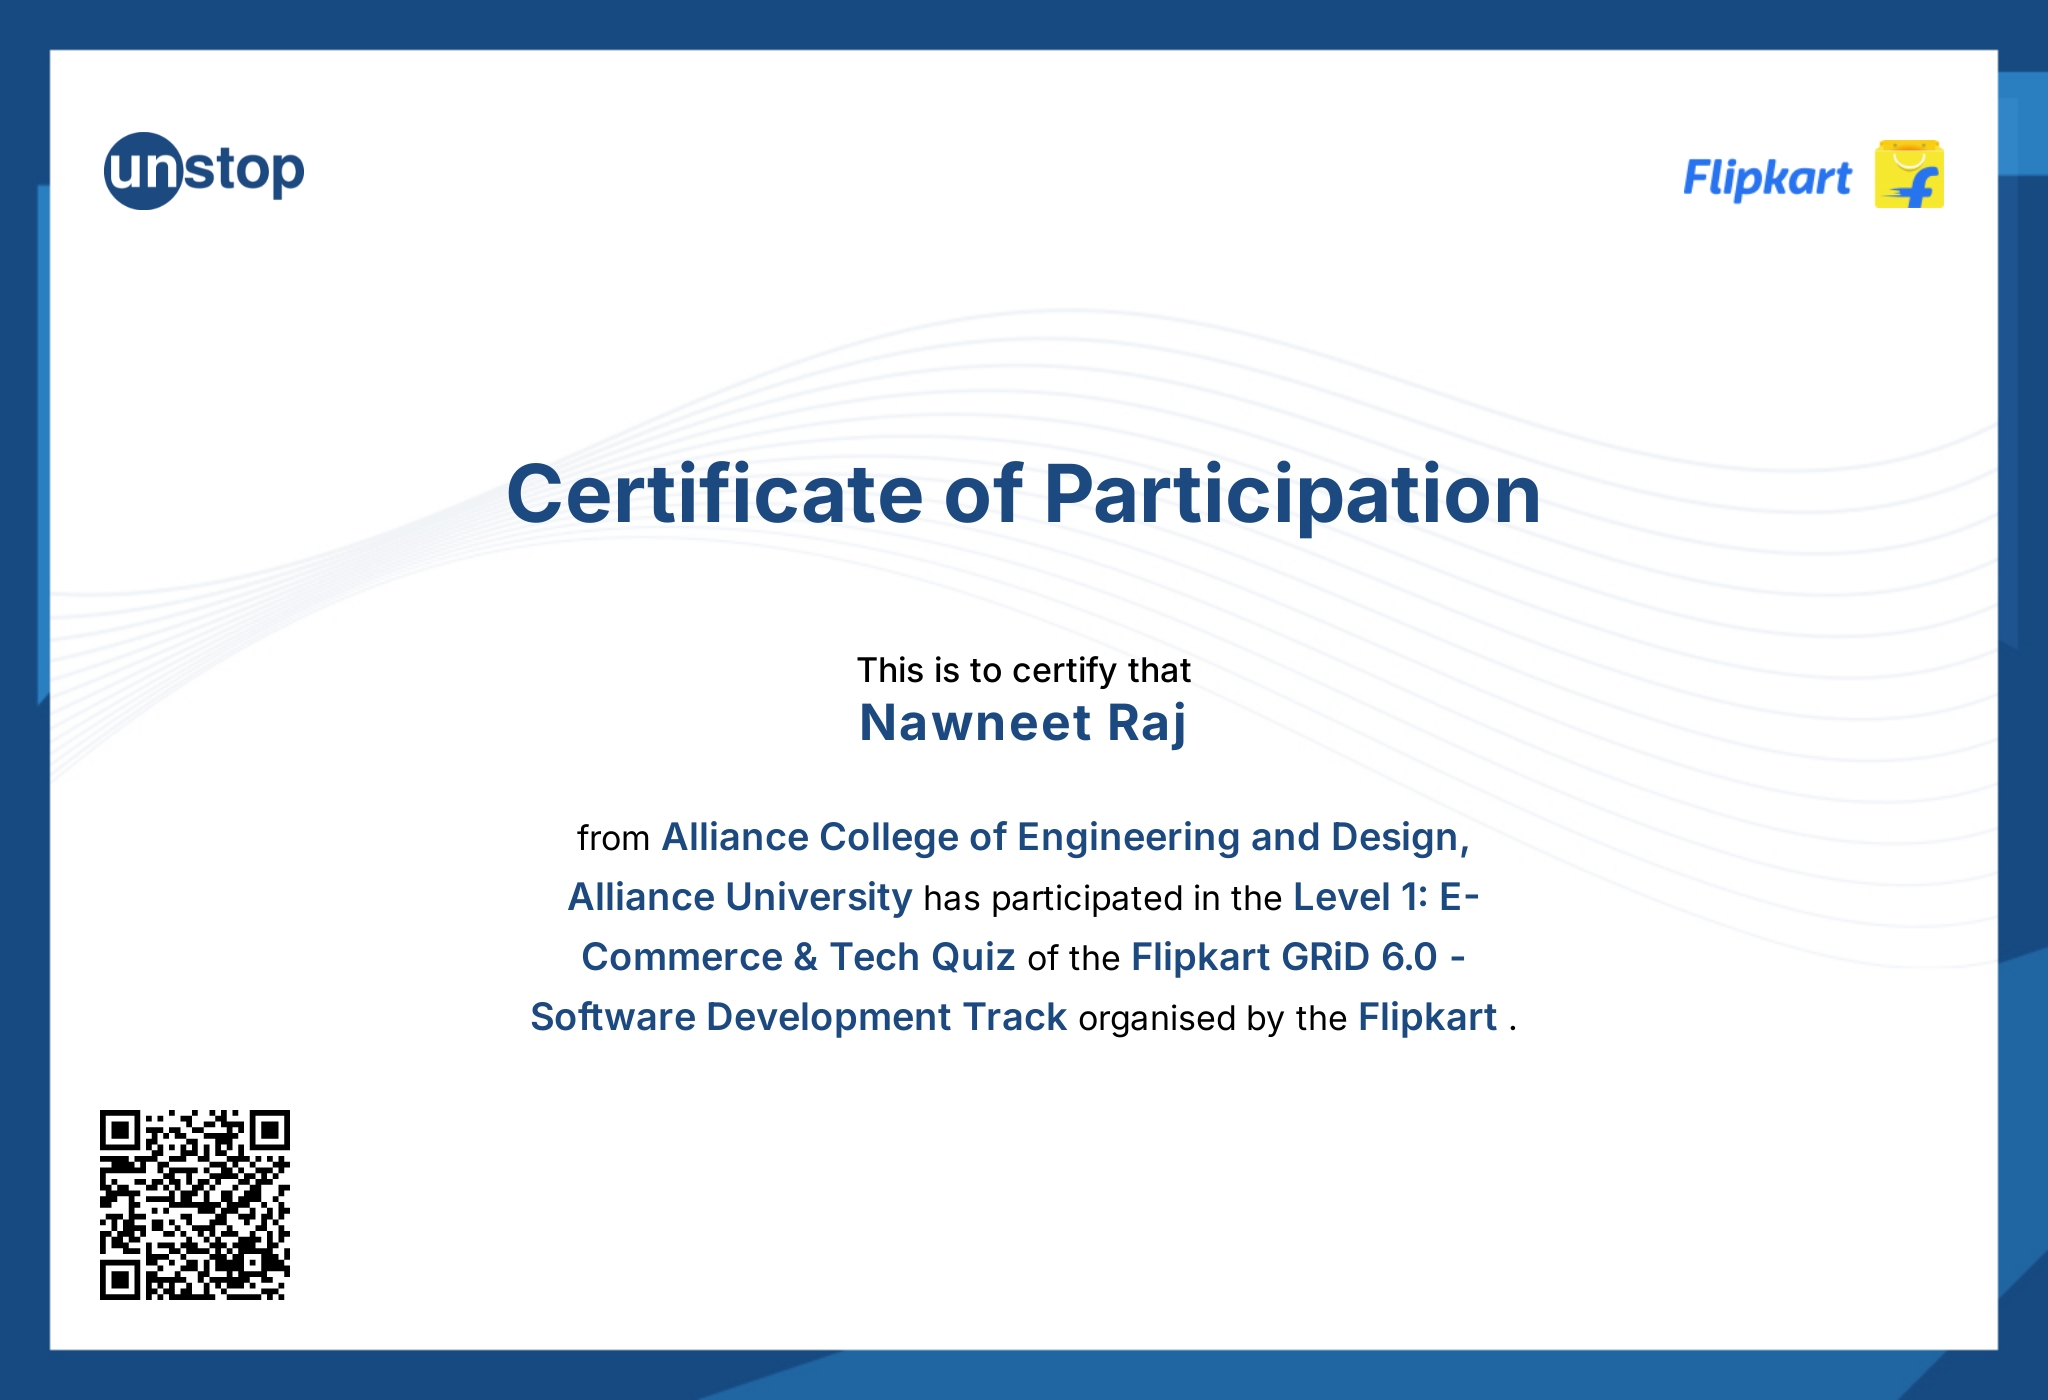 unstop
Flipkart
Certificate of Participation
This is to certify that
Nawneet Raj
from Alliance College of Engineering and Design,
Alliance University has participated in the Level 1: E-
Commerce & Tech Quiz of the Flipkart GRiD 6.0 -
Software Development Track organised by the Flipkart .